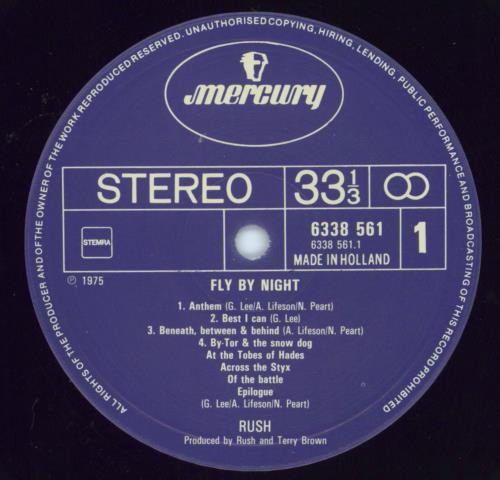 ALL RIGHTS OF THE PRODUCER AND OF THE OWNER OF THE WORK REPRODUCED RESERVED. UNAUTHORISED COPYING, HIRING, LENDING, PUBLIC PERFORMANCE AND BROADCASTING OF THIS RECORD PROHIBITED
mercury
STEREO 33 1/3
STEMRA
6338 561
6338 561.1
MADE IN HOLLAND
1
℗ 1975
FLY BY NIGHT
1. Anthem (G. Lee/A. Lifeson/N. Peart)
2. Best I can (G. Lee)
3. Beneath, between & behind (A. Lifeson/N. Peart)
4. By-Tor & the snow dog
At the Tobes of Hades
Across the Styx
Of the battle
Epilogue
(G. Lee/A. Lifeson/N. Peart)
RUSH
Produced by Rush and Terry Brown